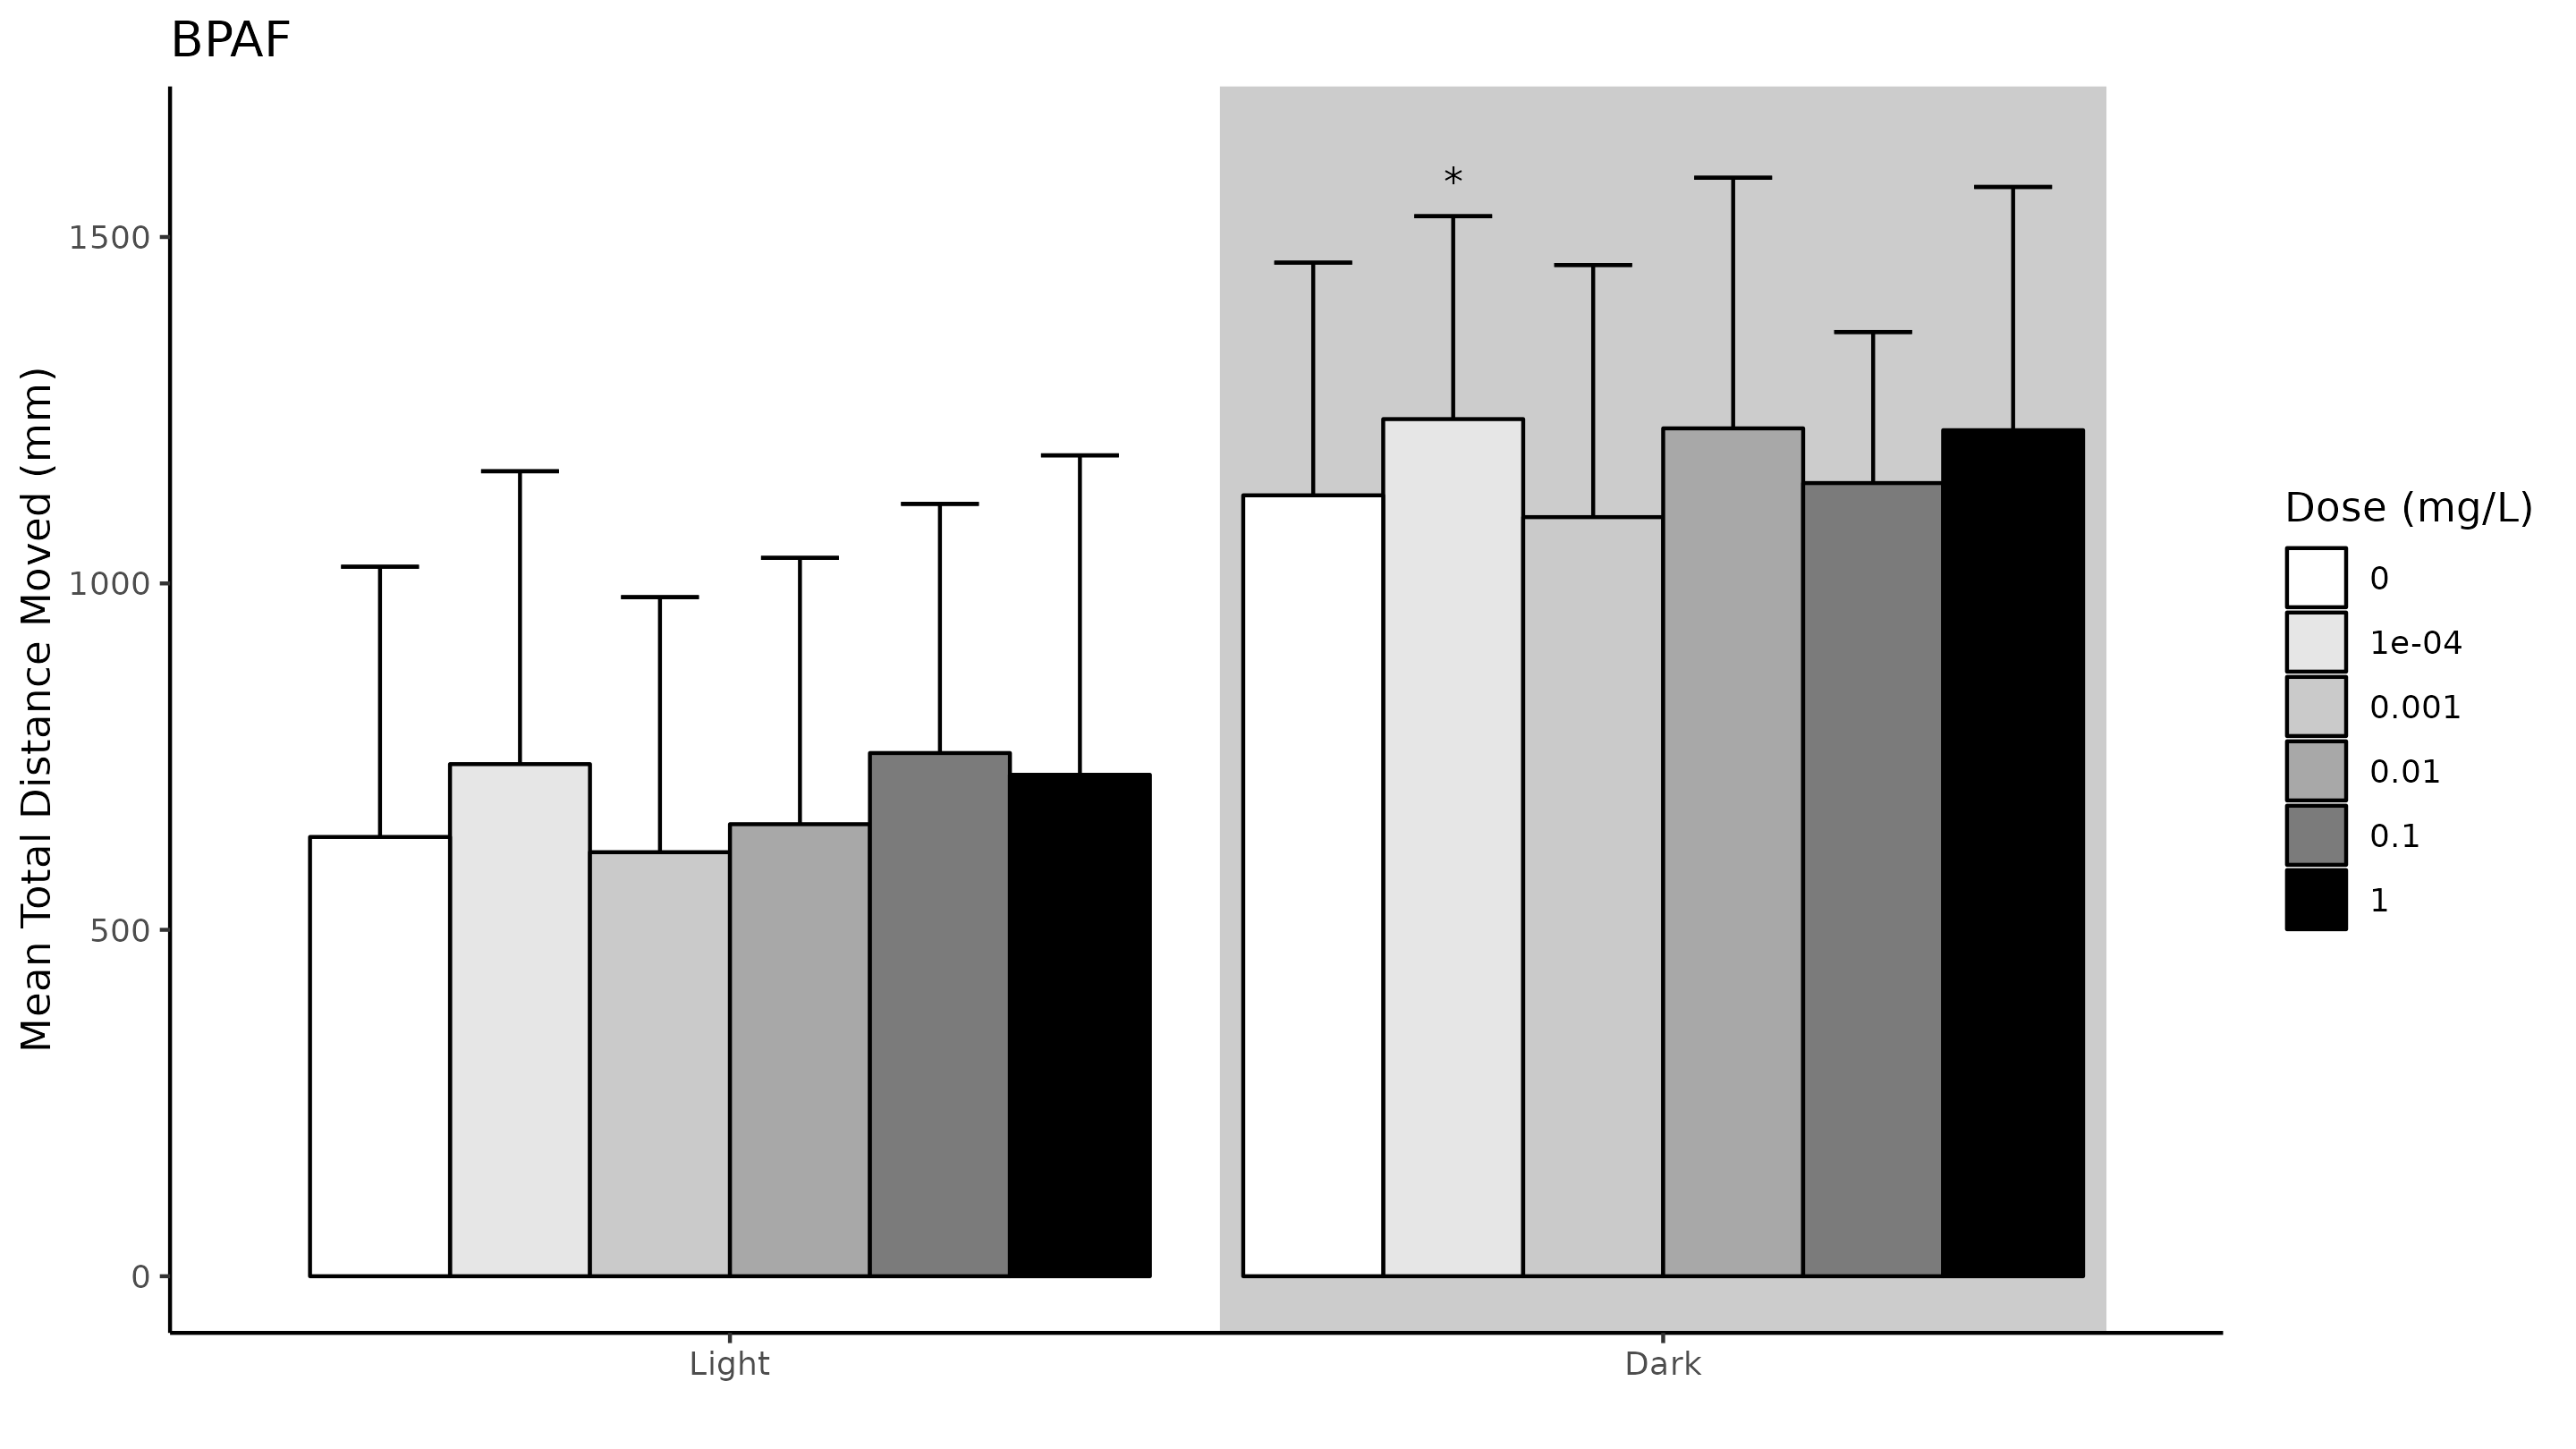 BPAF
Mean Total Distance Moved (mm)
1500
1000
500
0
*
Light
Dark
Dose (mg/L)
0
1e-04
0.001
0.01
0.1
1